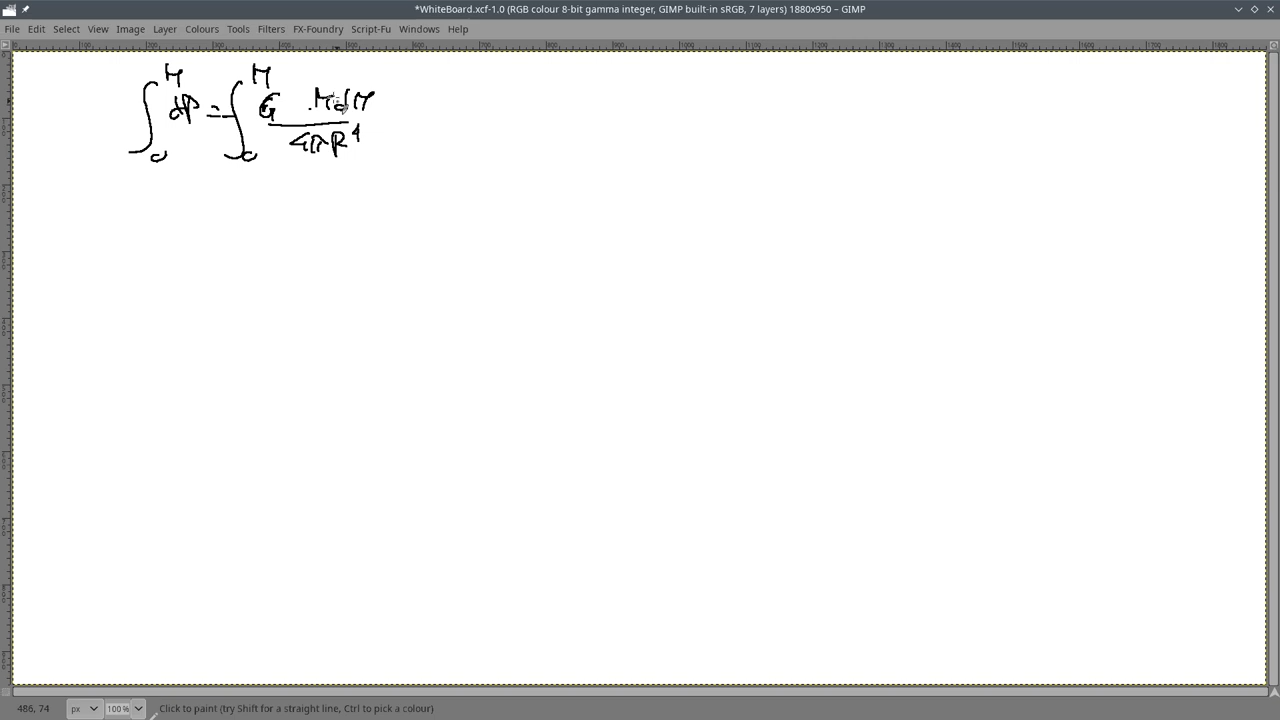 *WhiteBoard.xcf-1.0 (RGB colour 8-bit gamma integer, GIMP built-in sRGB, 7 layers) 1880x950 – GIMP
File Edit Select View Image Layer Colours Tools Filters FX-Foundry Script-Fu Windows Help
∫₀ᴹ dP = -∫₀ᴹ G MdM / 4πR⁴
486, 74 px 100% Click to paint (try Shift for a straight line, Ctrl to pick a colour)